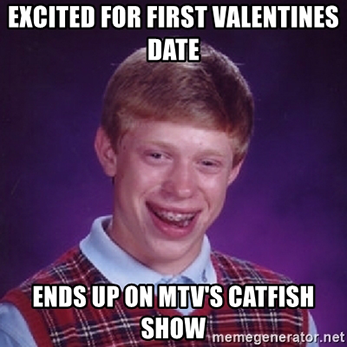 EXCITED FOR FIRST VALENTINES
DATE
ENDS UP ON MTV'S CATFISH
SHOW
memegenerator.net